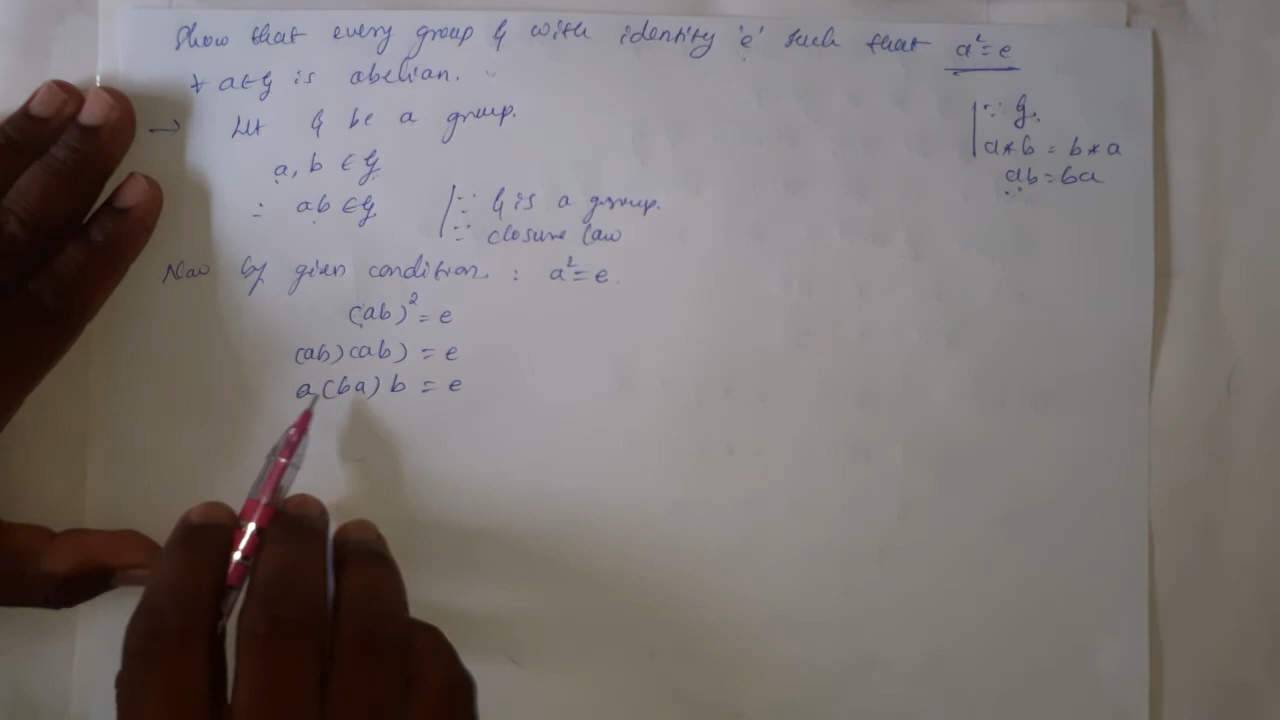 Show that every group G with identity 'e' such that a² = e
∀ a∈G is abelian.
→ Let G be a group.
a, b ∈ G
∴ ab ∈ G | ∵ G is a group.
∵ closure law
Now by given condition : a² = e.
(ab)² = e
(ab)(ab) = e
a(ba)b = e
∵ G.
a*b = b*a
ab = ba